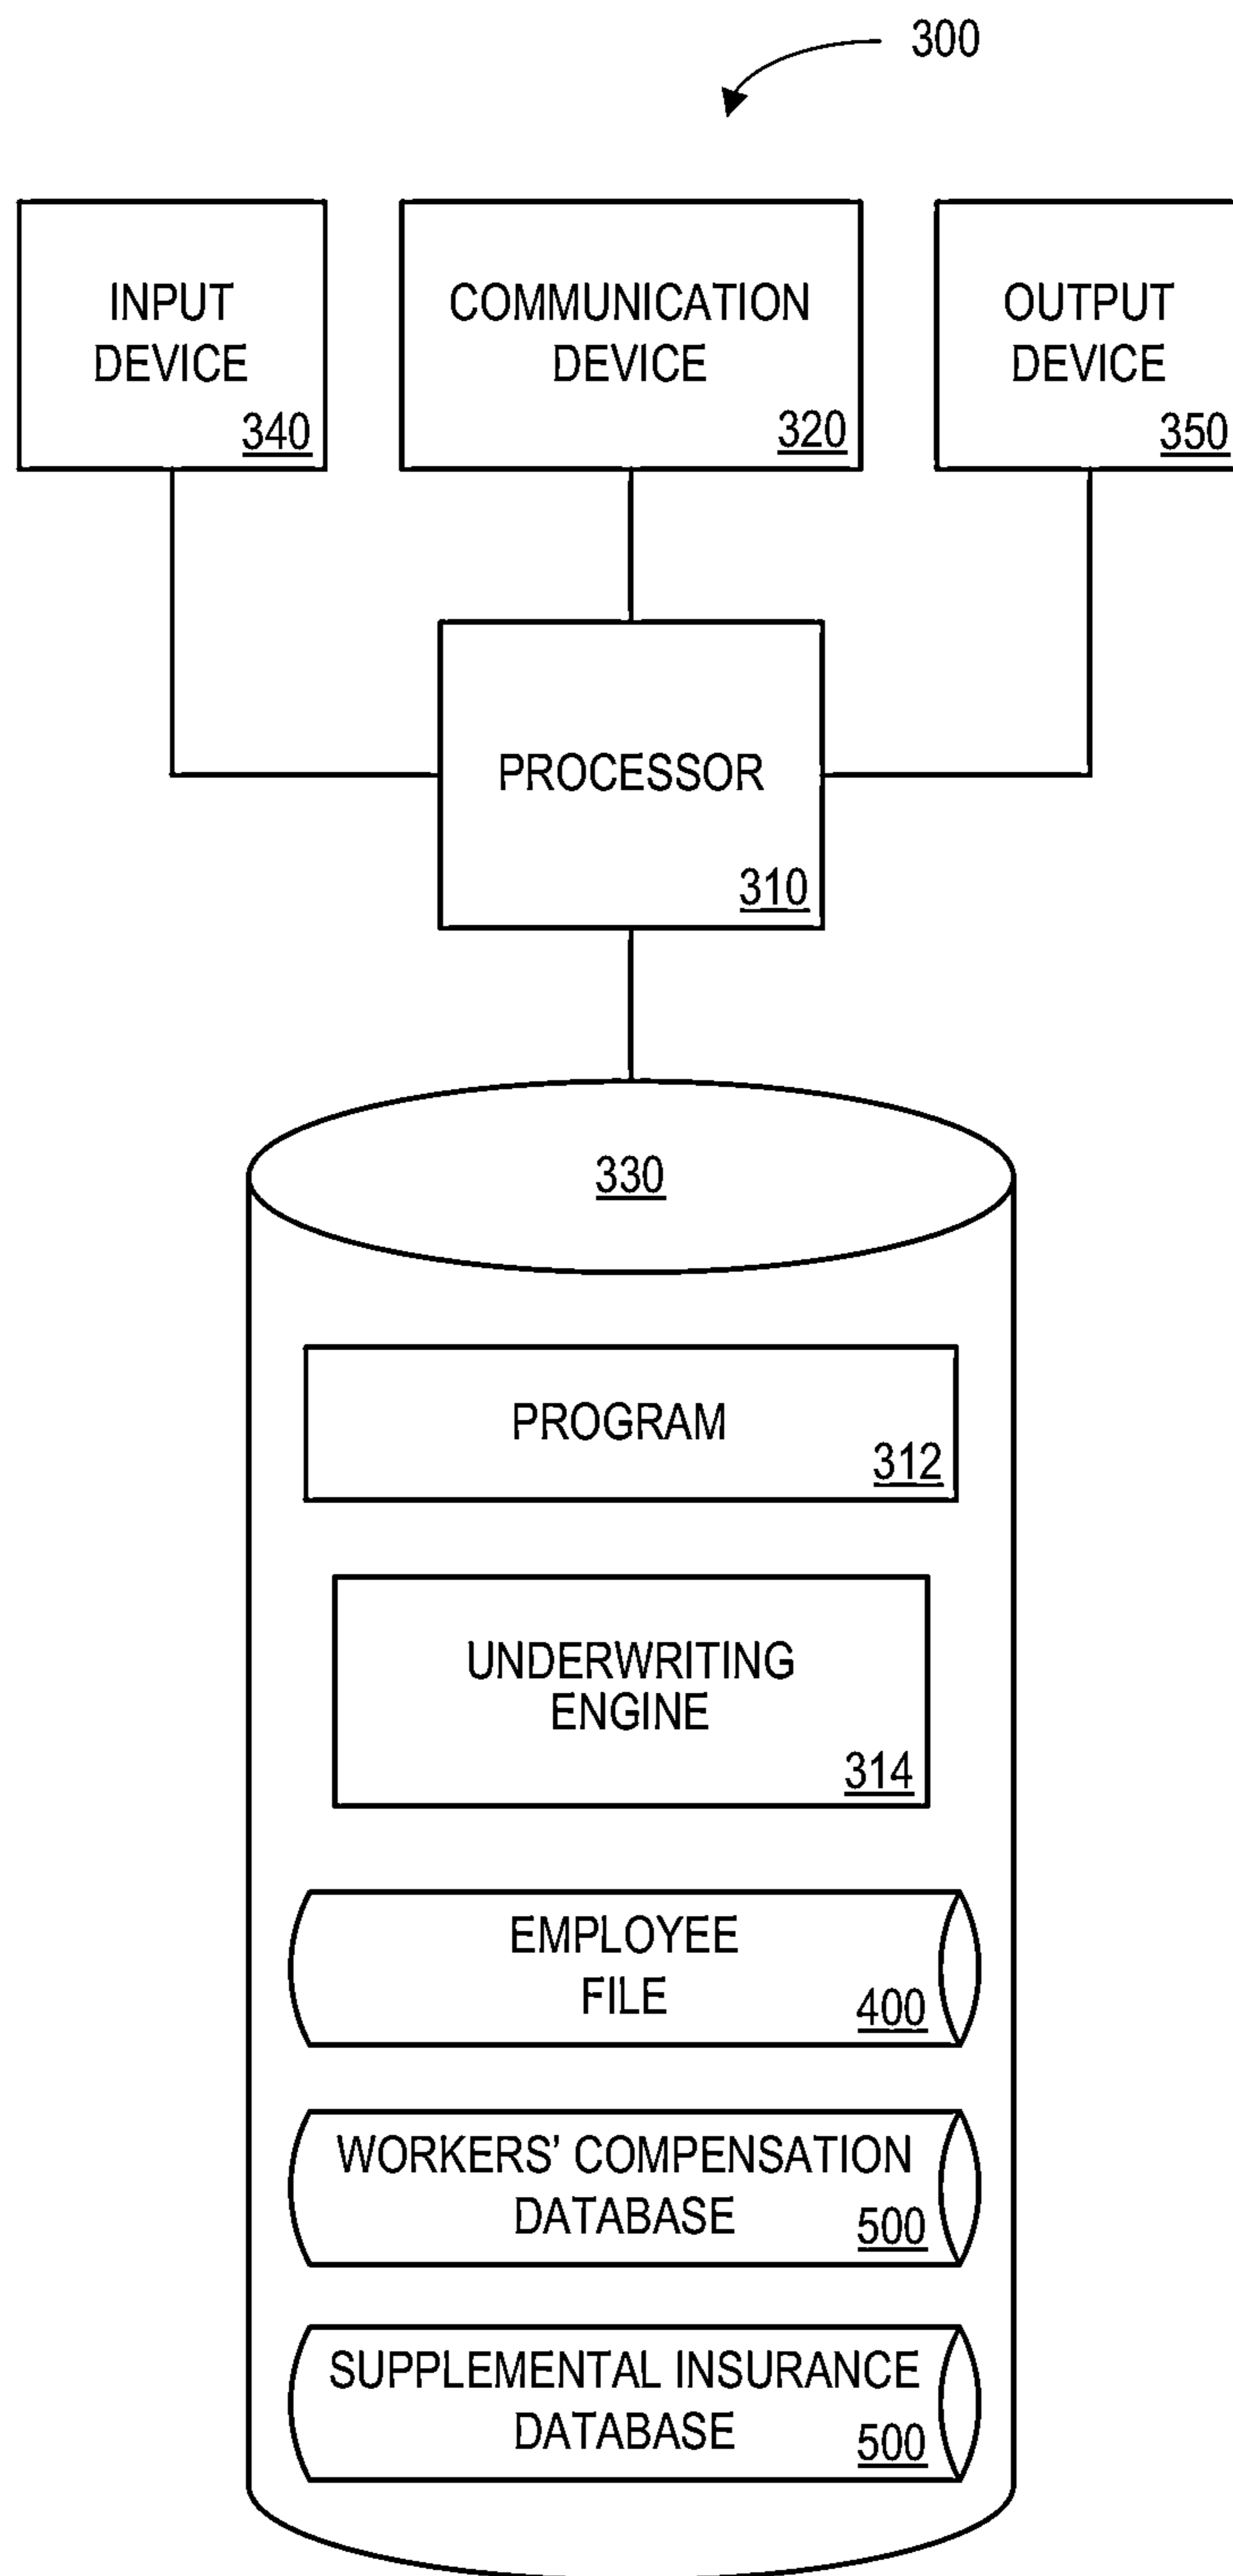 300
INPUT
DEVICE
340
COMMUNICATION
DEVICE
320
OUTPUT
DEVICE
350
PROCESSOR
310
330
PROGRAM
312
UNDERWRITING
ENGINE
314
EMPLOYEE
FILE
400
WORKERS’ COMPENSATION
DATABASE
500
SUPPLEMENTAL INSURANCE
DATABASE
500